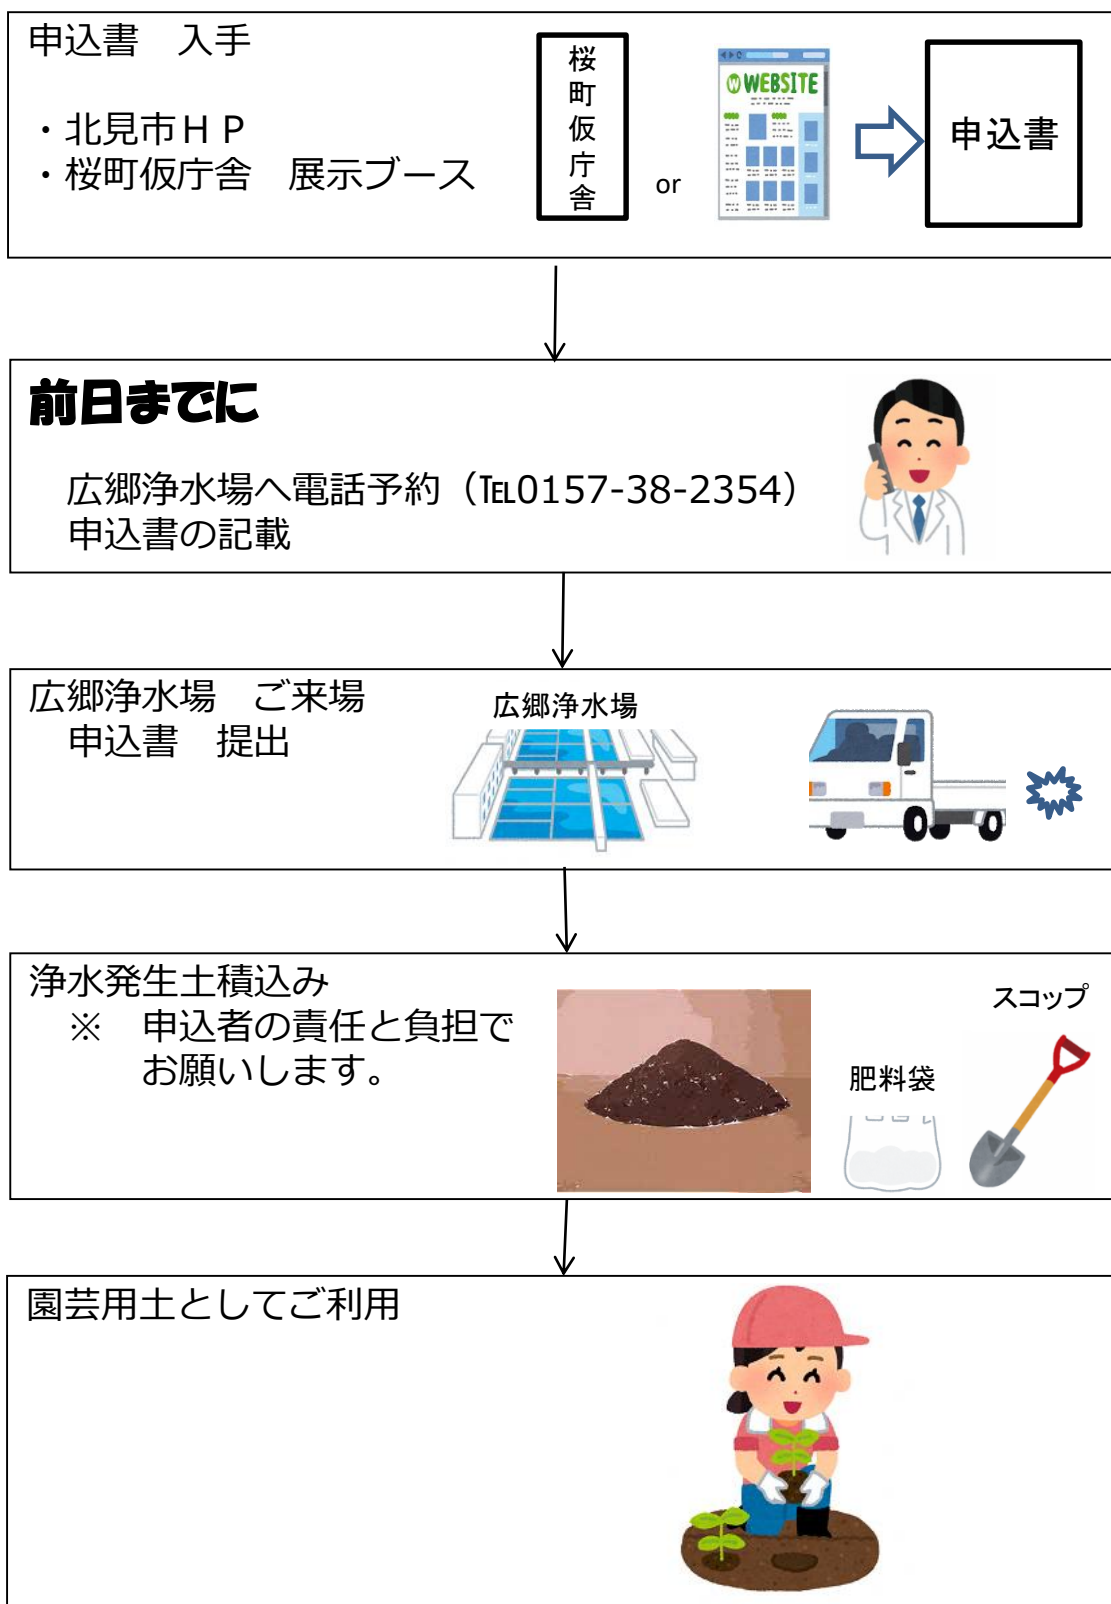 申込書　入手
・北見市ＨＰ
・桜町仮庁舎　展示ブース
桜町仮庁舎
or
WEBSITE
申込書
前日までに
広郷浄水場へ電話予約（℡0157-38-2354）
申込書の記載
広郷浄水場　ご来場
申込書　提出
広郷浄水場
浄水発生土積込み
※　申込者の責任と負担で
お願いします。
スコップ
肥料袋
園芸用土としてご利用